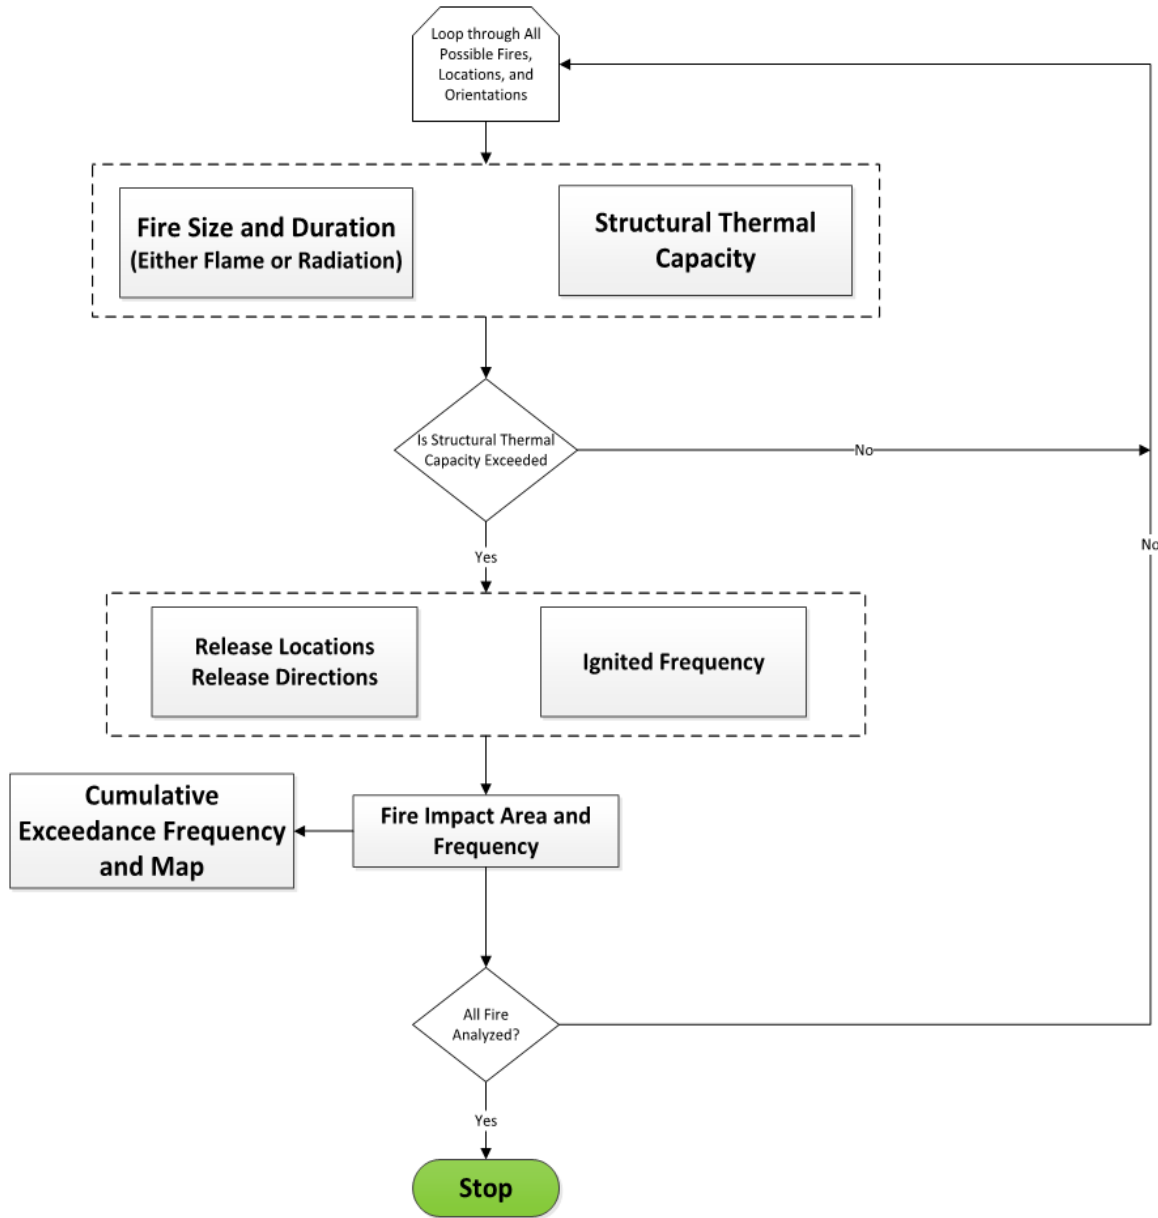 Loop through All
Possible Fires,
Locations, and
Orientations
Fire Size and Duration
(Either Flame or Radiation)
Structural Thermal
Capacity
Is Structural Thermal
Capacity Exceeded
No
Yes
No
Release Locations
Release Directions
Ignited Frequency
Cumulative
Exceedance Frequency
and Map
Fire Impact Area and
Frequency
All Fire
Analyzed?
Yes
Stop